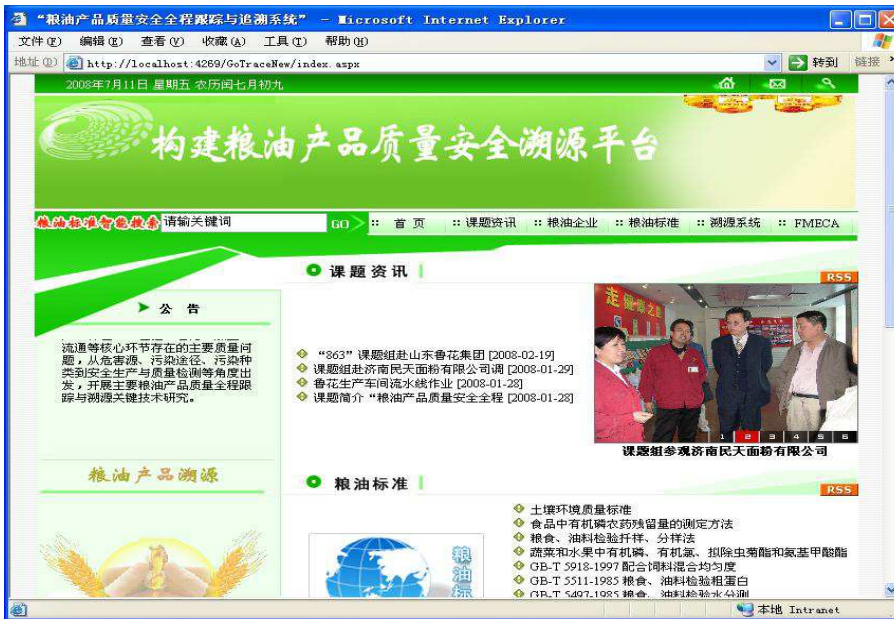 “粮油产品质量安全全程跟踪与追溯系统” - Microsoft Internet Explorer
文件(F) 编辑(E) 查看(V) 收藏(A) 工具(T) 帮助(H)
地址(D) http://localhost:4269/GoTraceNew/index.aspx 转到 链接 »
2008年7月11日 星期五 农历闰七月初九
构建粮油产品质量安全溯源平台
粮油标准智能搜索 请输关键词 GO :: 首 页 :: 课题资讯 :: 粮油企业 :: 粮油标准 :: 溯源系统 :: FMECA
课题资讯
RSS
公 告
流通等核心环节存在的主要质量问
题，从危害源、污染途径、污染种
类到安全生产与质量检测等角度出
发，开展主要粮油产品质量全程跟
踪与溯源关键技术研究。
“863”课题组赴山东鲁花集团 [2008-02-19]
课题组赴济南民天面粉有限公司调 [2008-01-29]
鲁花生产车间流水线作业 [2008-01-28]
课题简介“粮油产品质量安全全程 [2008-01-28]
走健康之
1 2 3 4 5 6
课题组参观济南民天面粉有限公司
粮油产品溯源
粮油标准
RSS
粮油标
土壤环境质量标准
食品中有机磷农药残留量的测定方法
粮食、油料检验扦样、分样法
蔬菜和水果中有机磷、有机氯、拟除虫菊酯和氨基甲酸酯
GB-T 5918-1997 配合饲料混合均匀度
GB-T 5511-1985 粮食、油料检验粗蛋白
GB-T 5497-1985 粮食、油料检验水分测
本地 Intranet